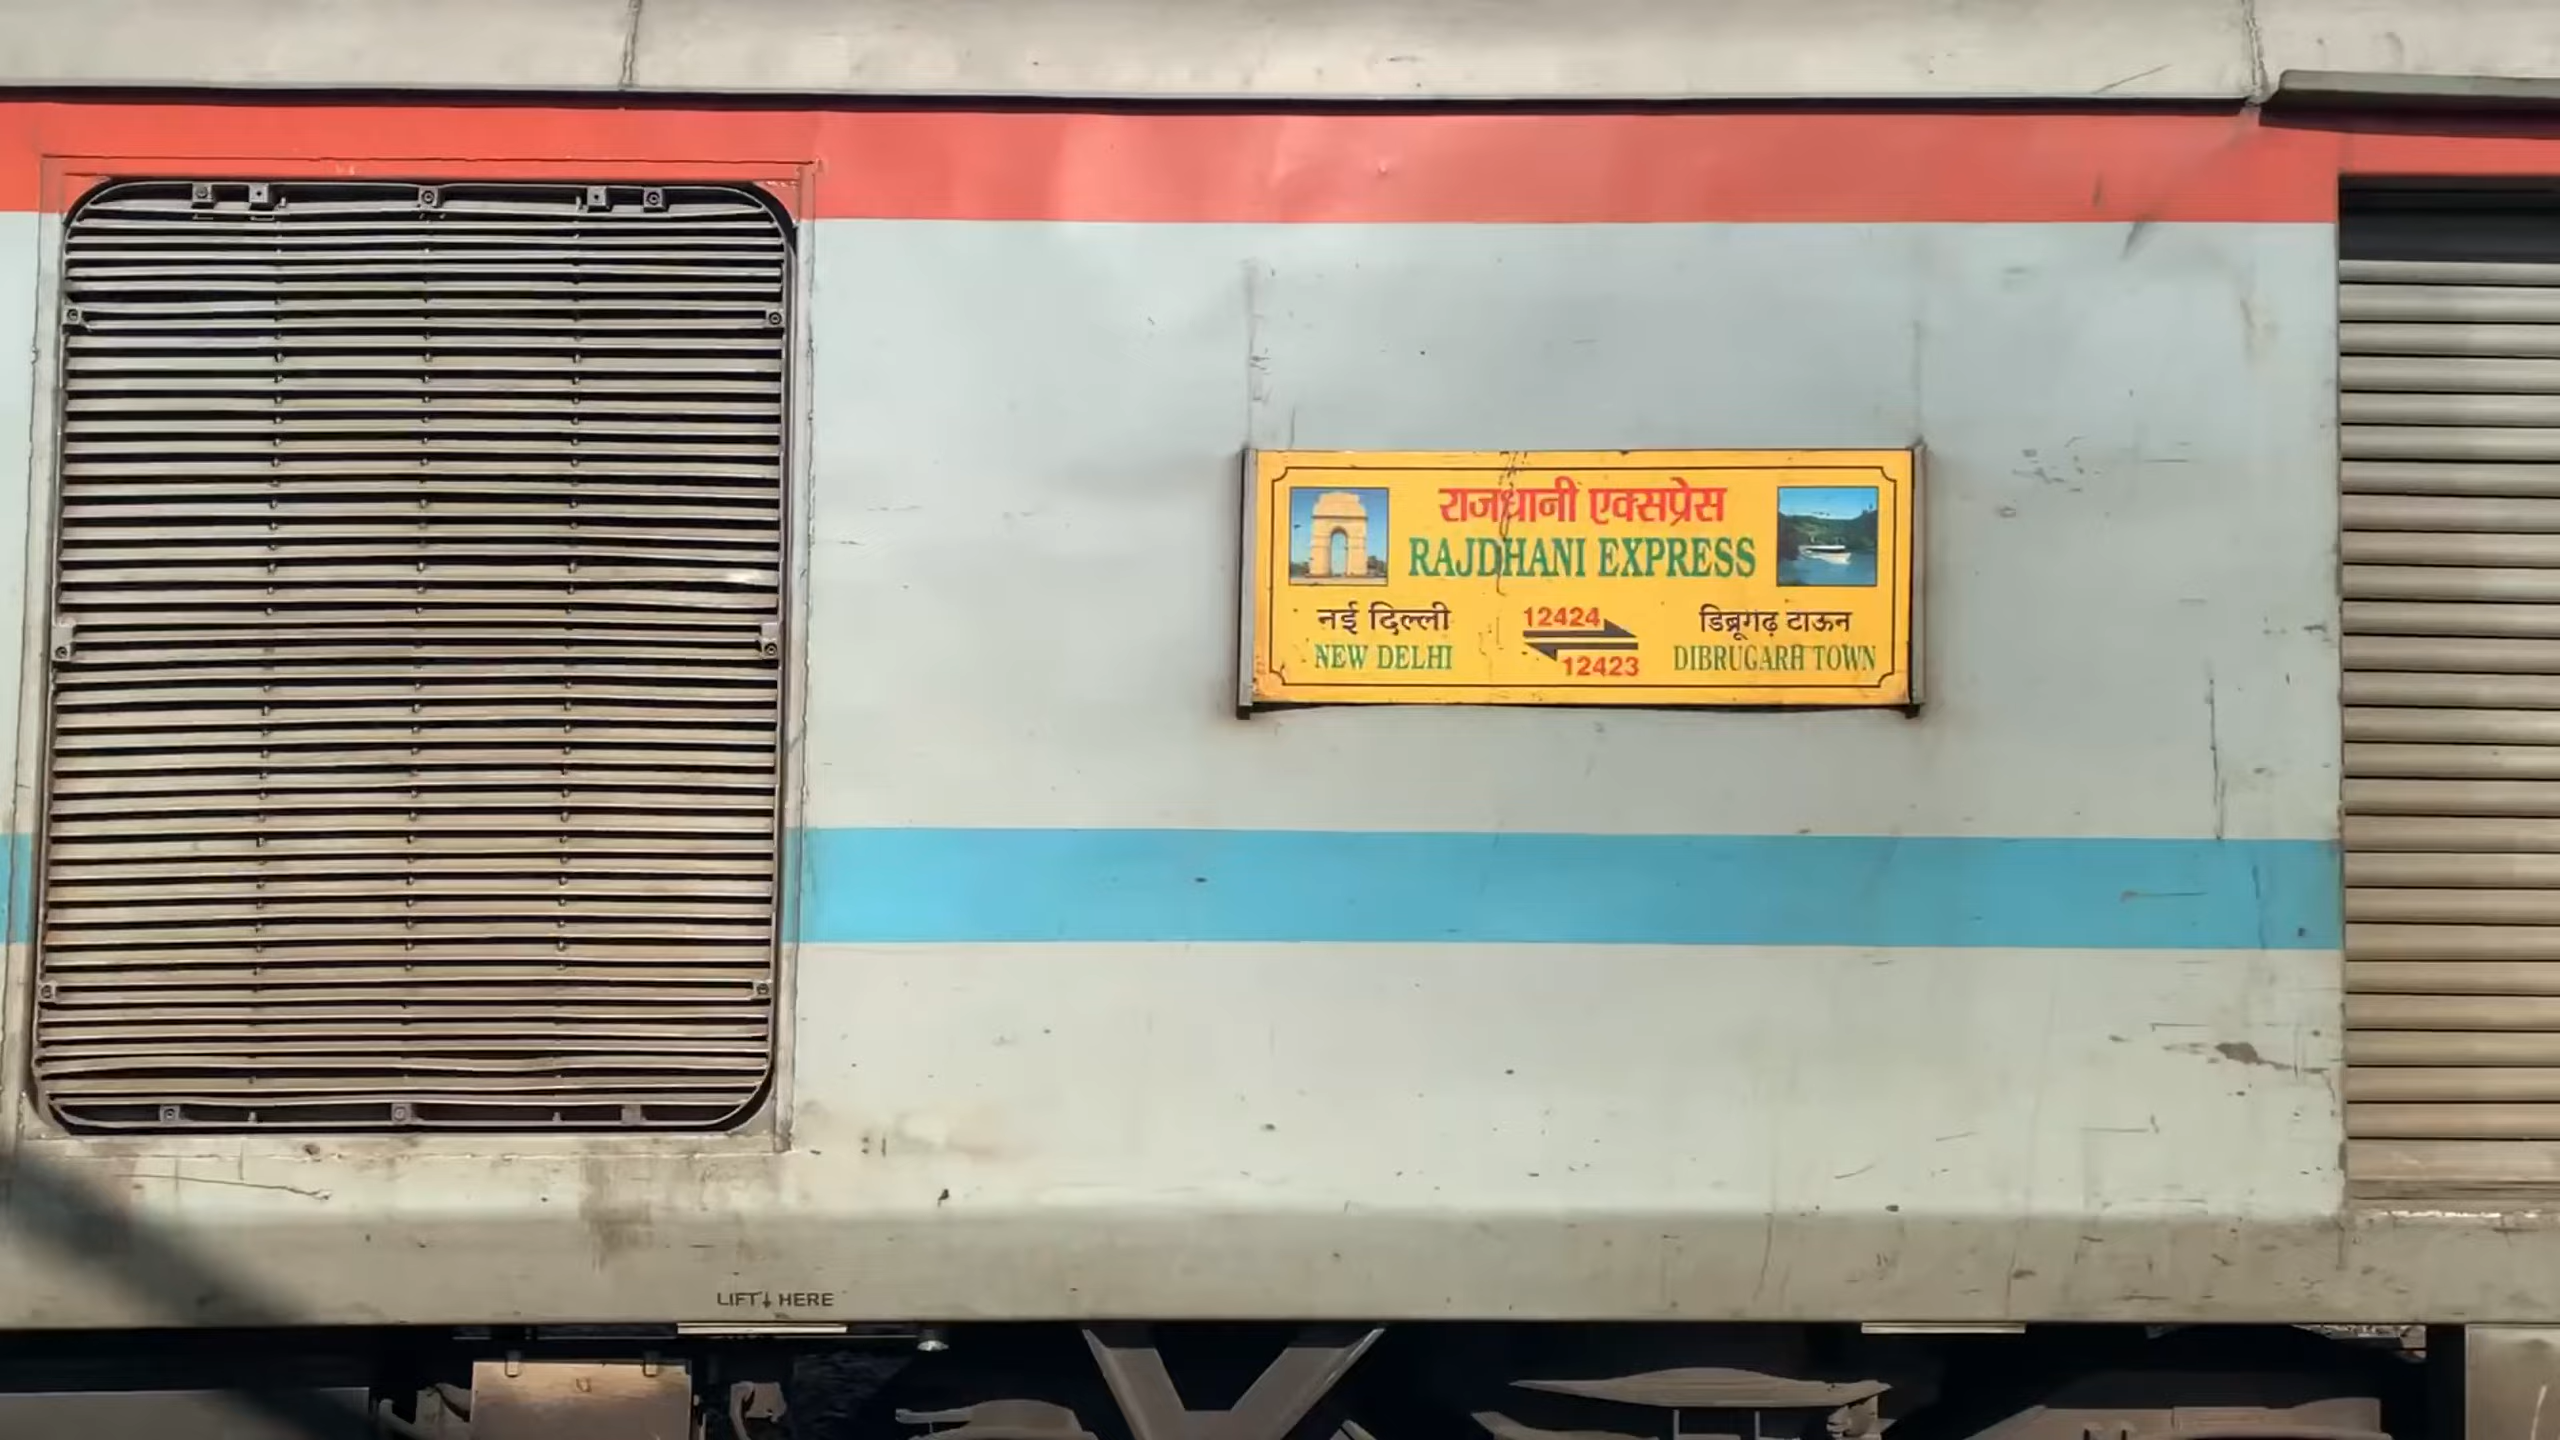 राजधानी एक्सप्रेस
RAJDHANI EXPRESS
नई दिल्ली 12424 डिब्रूगढ़ टाऊन
NEW DELHI 12423 DIBRUGARH TOWN
LIFT↓HERE